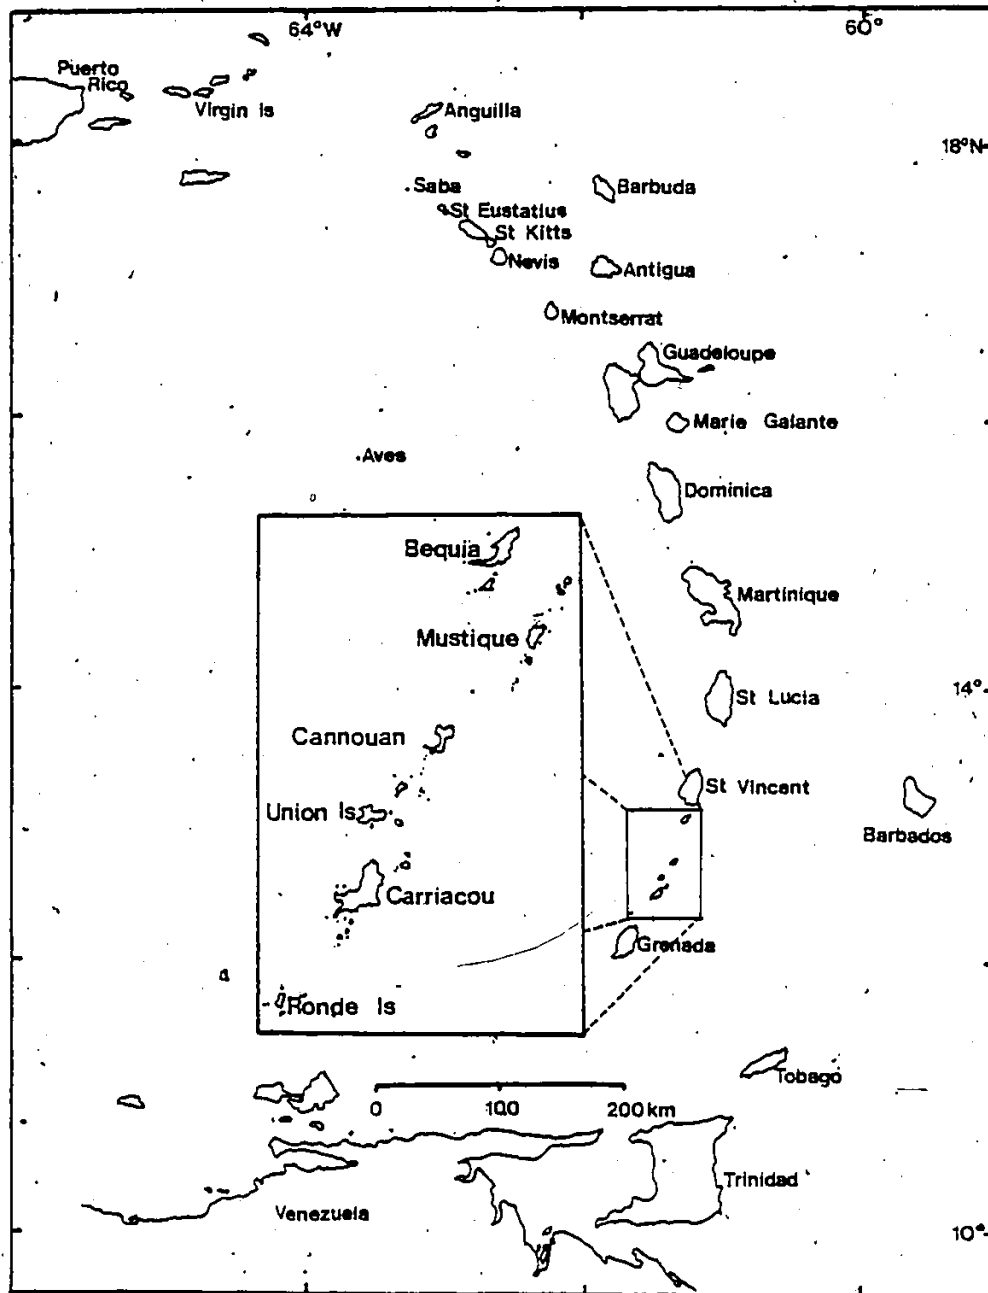 64°W
60°
Puerto
Rico
Virgin Is
Anguilla
18°N
Saba
Barbuda
St Eustatius
St Kitts
Nevis
Antigua
Montserrat
Guadeloupe
Marie Galante
Aves
Dominica
Bequia
Martinique
Mustique
14°
St Lucia
Cannouan
St Vincent
Union Is
Barbados
Carriacou
Grenada
Ronde Is
Tobago
0 100 200 km
Trinidad
Venezuela
10°